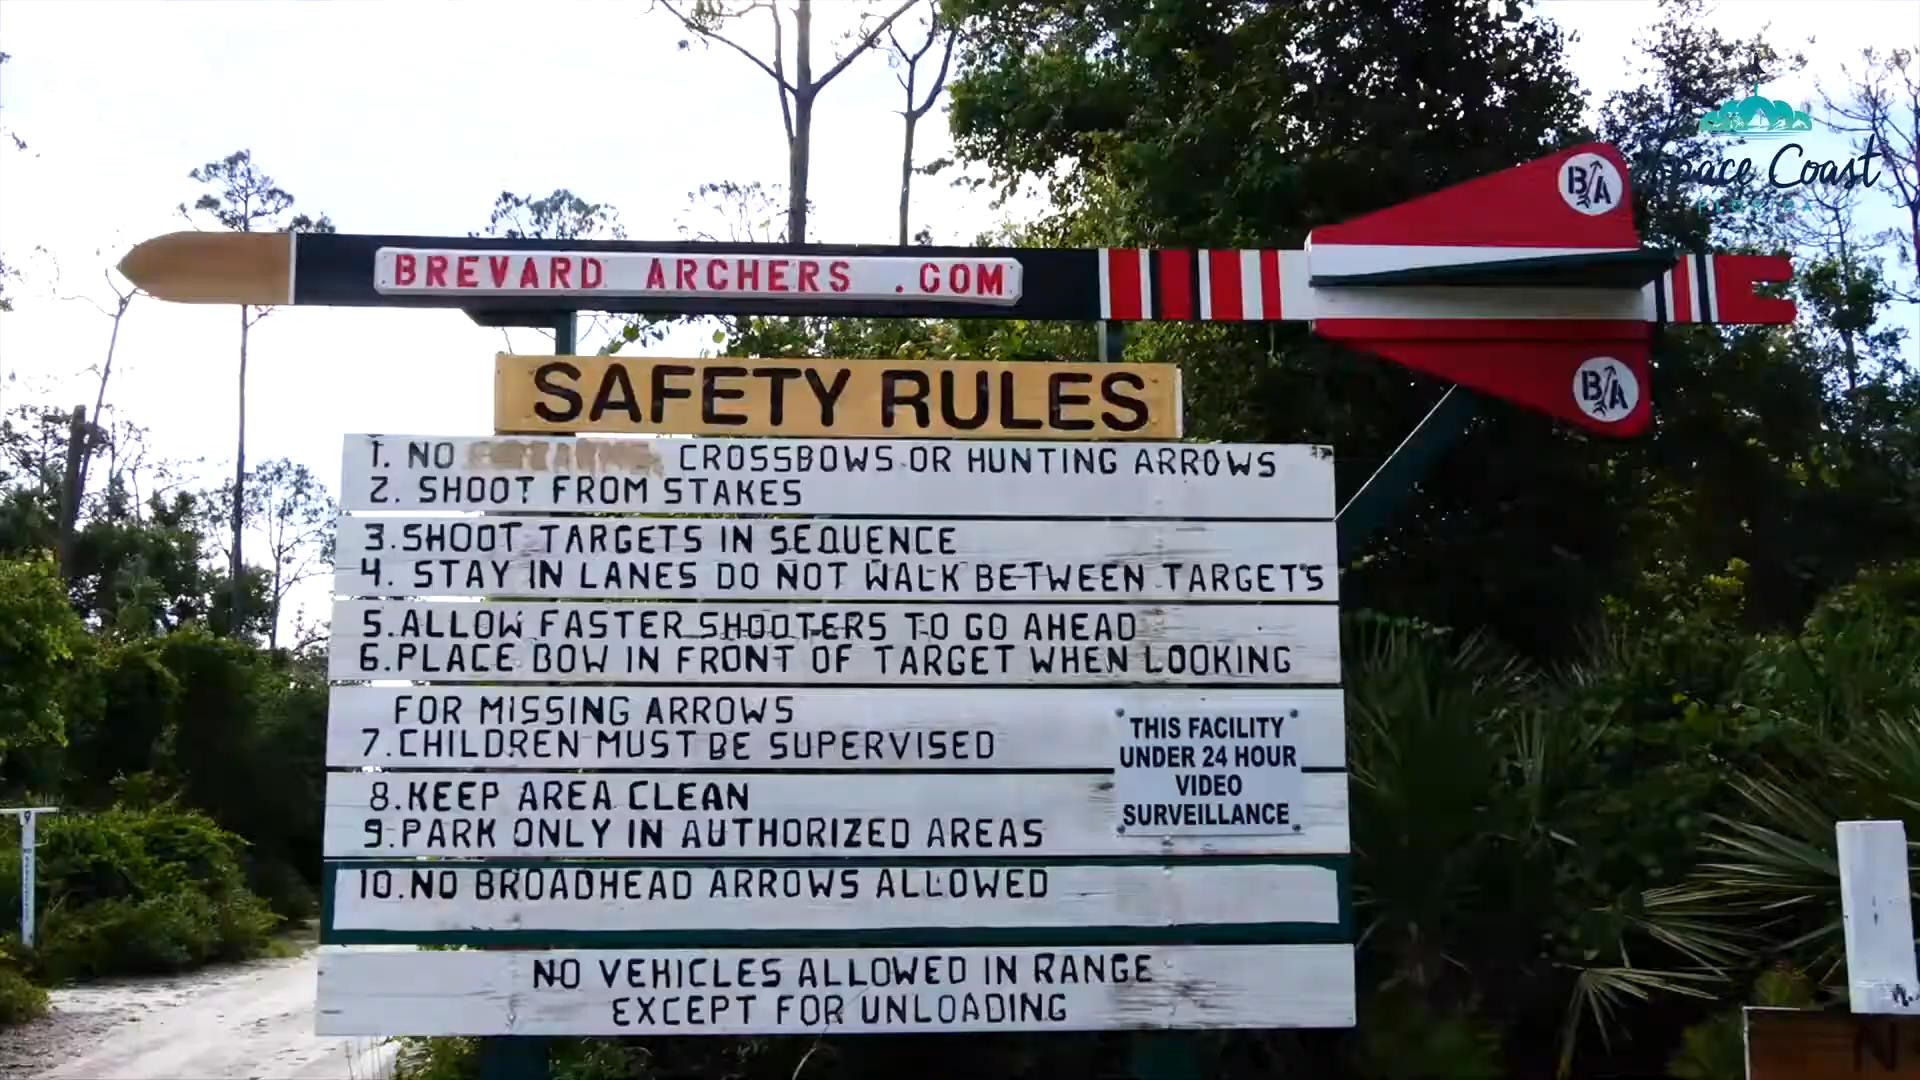 Space Coast
FLORIDA
B/A
BREVARD ARCHERS .COM
B/A
SAFETY RULES
1. NO CROSSBOWS OR HUNTING ARROWS
2. SHOOT FROM STAKES
3. SHOOT TARGETS IN SEQUENCE
4. STAY IN LANES DO NOT WALK BETWEEN TARGETS
5. ALLOW FASTER SHOOTERS TO GO AHEAD
6. PLACE BOW IN FRONT OF TARGET WHEN LOOKING
FOR MISSING ARROWS
7. CHILDREN MUST BE SUPERVISED
8. KEEP AREA CLEAN
9. PARK ONLY IN AUTHORIZED AREAS
10. NO BROADHEAD ARROWS ALLOWED
THIS FACILITY
UNDER 24 HOUR
VIDEO
SURVEILLANCE
NO VEHICLES ALLOWED IN RANGE
EXCEPT FOR UNLOADING
9
N